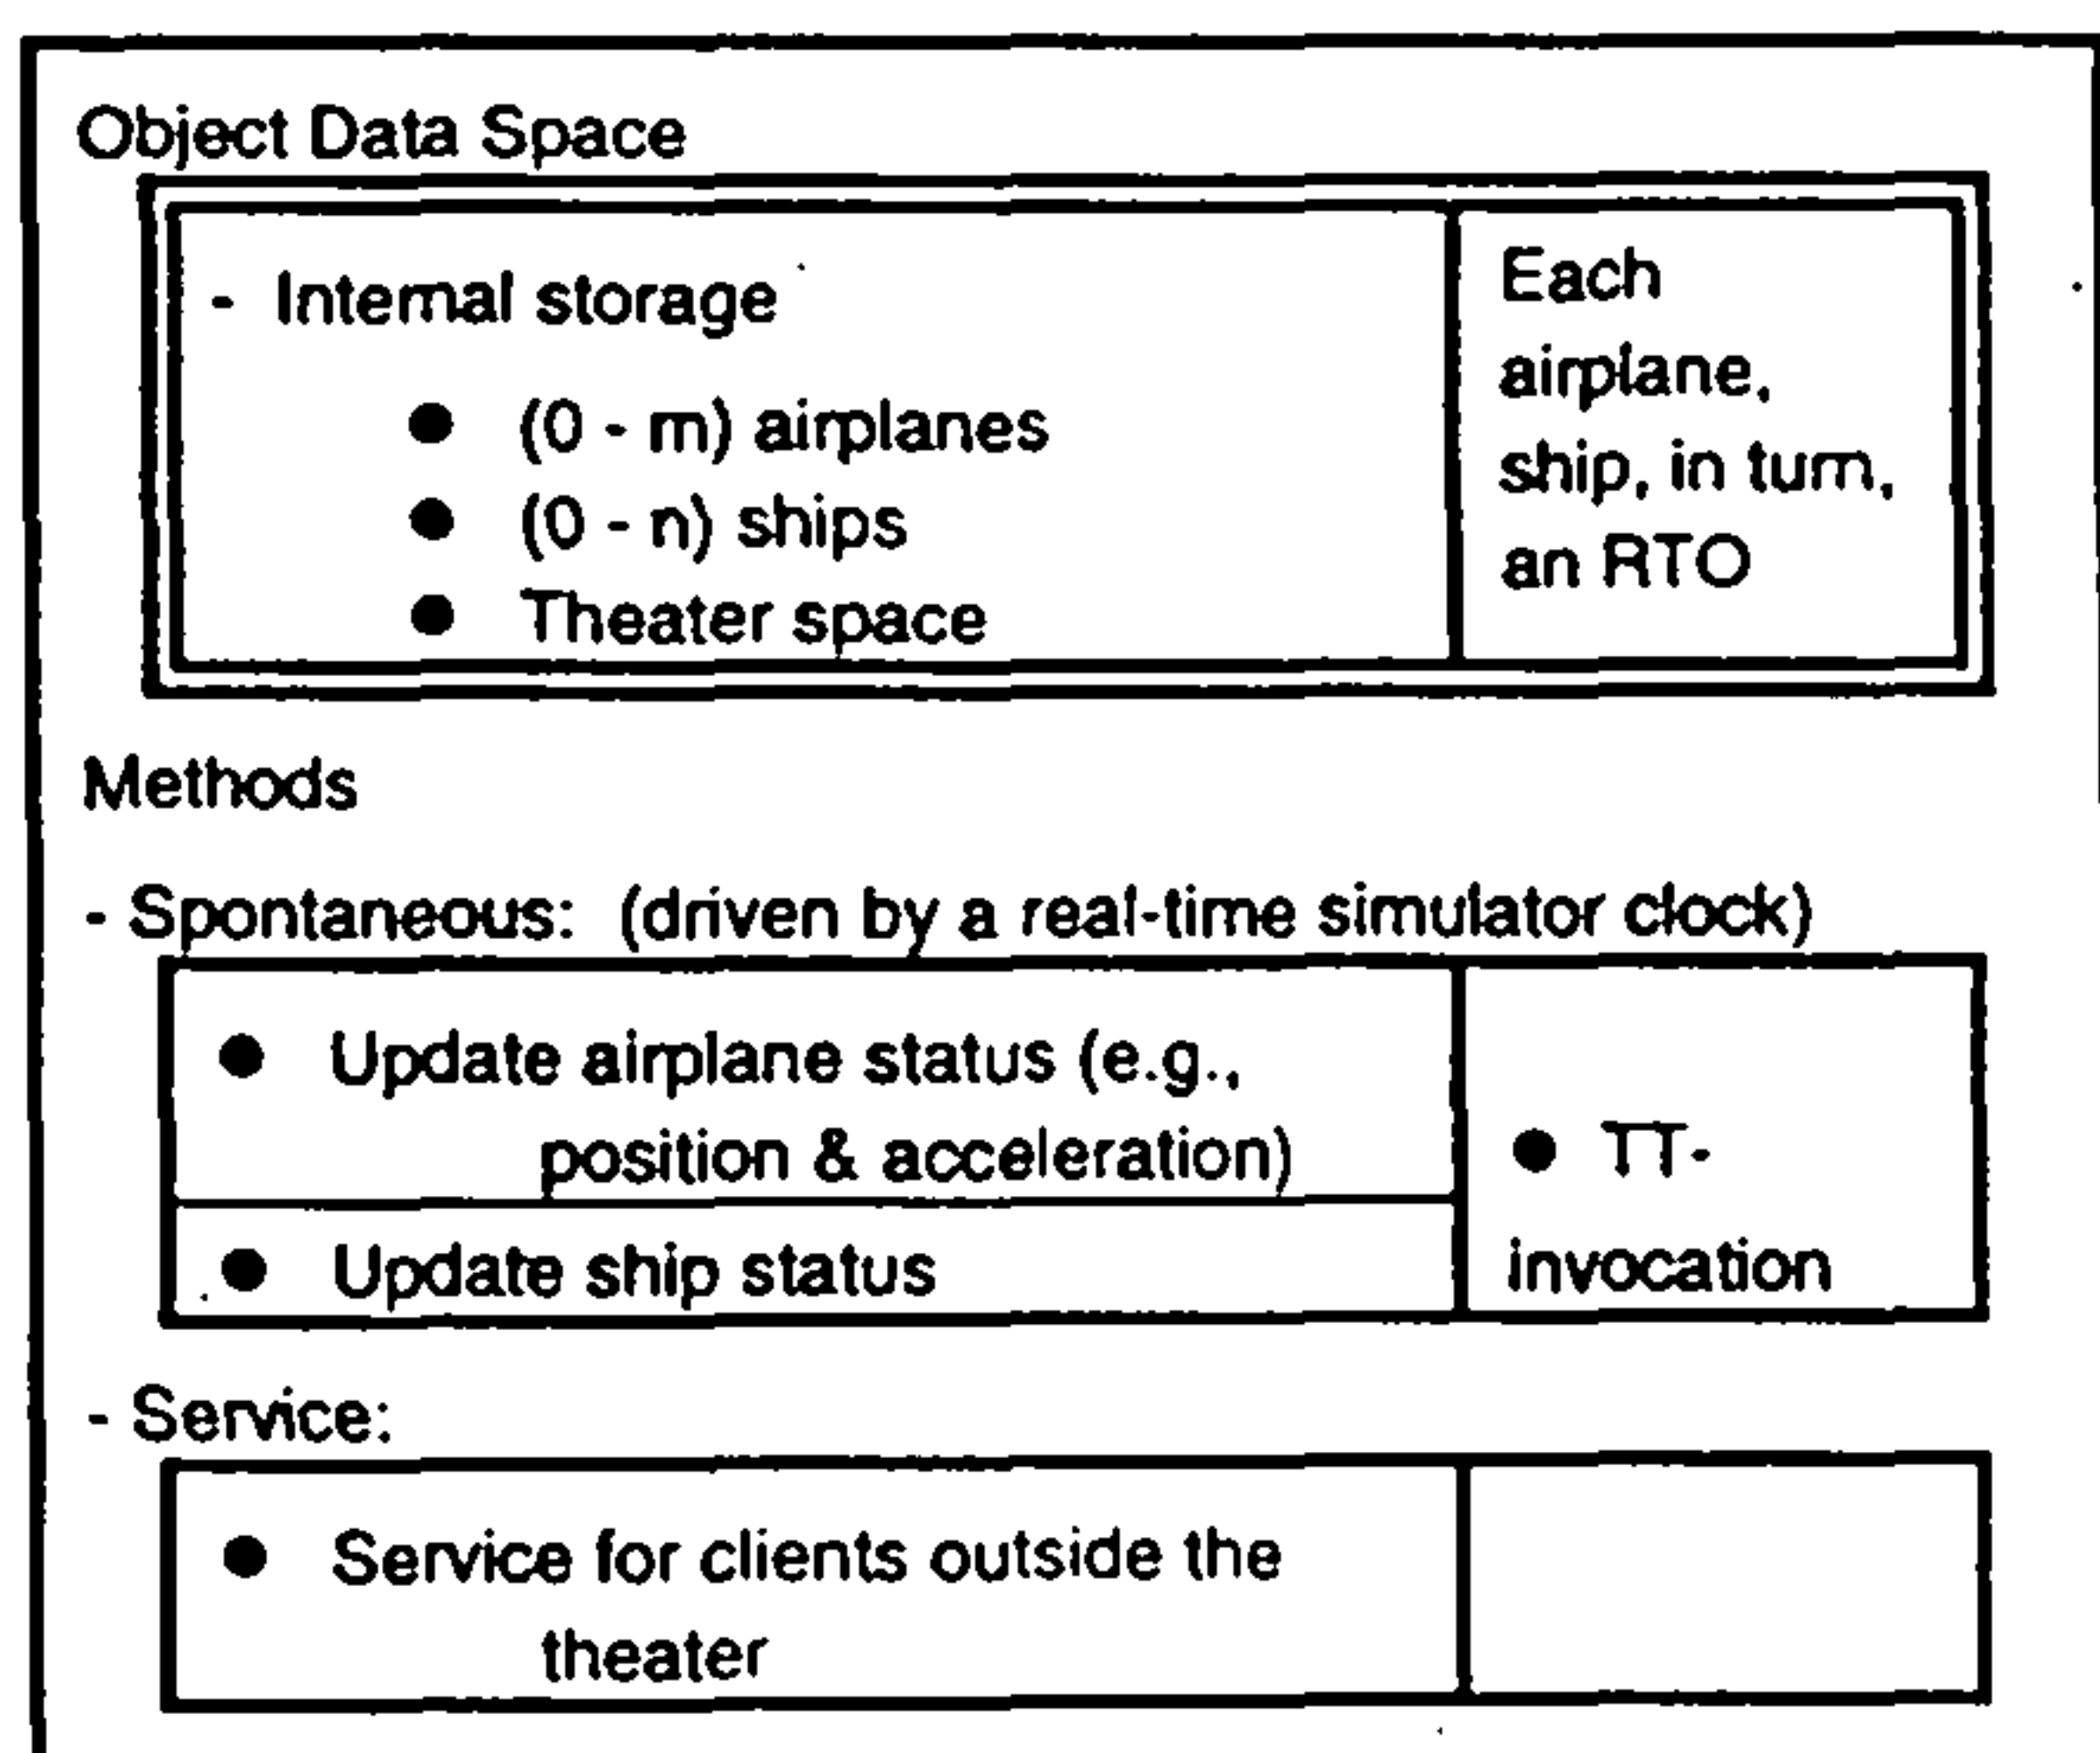 Object Data Space
- Internal storage
● (0 - m) airplanes
● (0 - n) ships
● Theater space
Each
airplane,
ship, in turn,
an RTO
Methods
- Spontaneous: (driven by a real-time simulator clock)
● Update airplane status (e.g.,
position & acceleration)
● Update ship status
● TT-
invocation
- Service:
● Service for clients outside the
theater